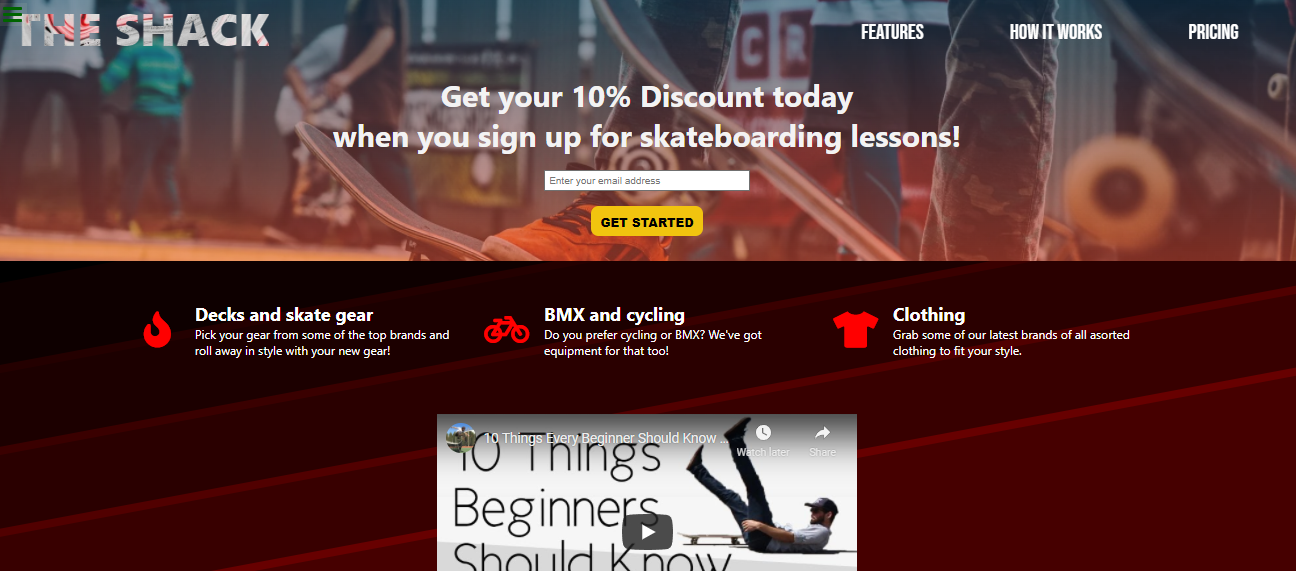 THE SHACK
FEATURES
HOW IT WORKS
PRICING
Get your 10% Discount today
when you sign up for skateboarding lessons!
Enter your email address
GET STARTED
Decks and skate gear
Pick your gear from some of the top brands and
roll away in style with your new gear!
BMX and cycling
Do you prefer cycling or BMX? We've got
equipment for that too!
Clothing
Grab some of our latest brands of all asorted
clothing to fit your style.
10 Things Every Beginner Should Know ...
Watch later
Share
10 Things
Beginners
Should Know